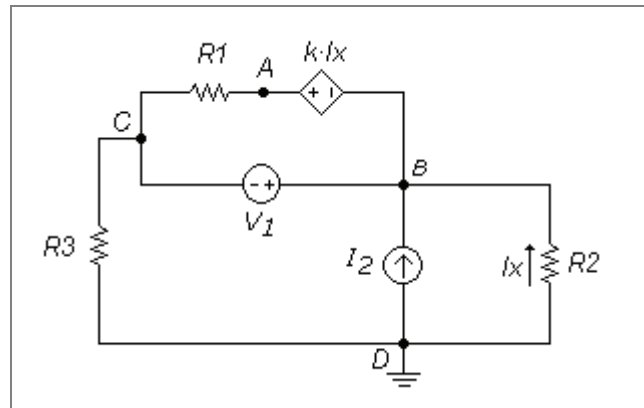 R1
A
k·Ix
+ -
C
- +
B
V1
R3
I2
Ix
R2
D